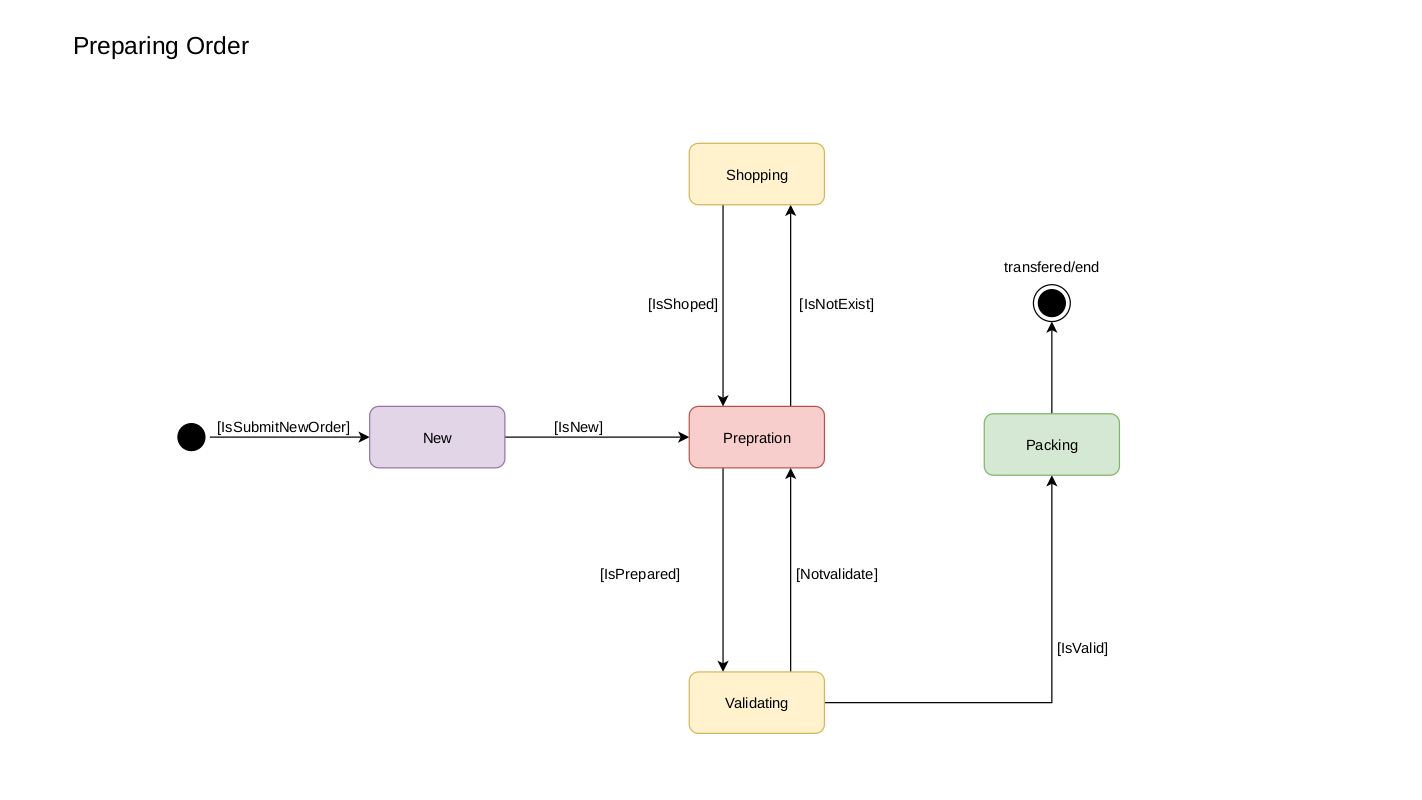 Preparing Order
Shopping
transfered/end
[IsShoped]
[IsNotExist]
[IsSubmitNewOrder]
New
[IsNew]
Prepration
Packing
[IsPrepared]
[Notvalidate]
[IsValid]
Validating